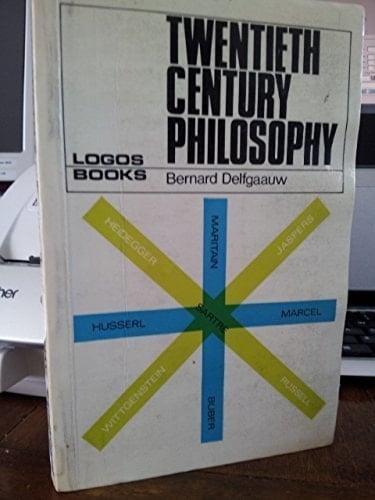 TWENTIETH
CENTURY
PHILOSOPHY
LOGOS
BOOKS
Bernard Delfgaauw
HEIDEGGER
MARITAIN
JASPERS
SARTRE
HUSSERL
MARCEL
WITTGENSTEIN
BUBER
RUSSELL